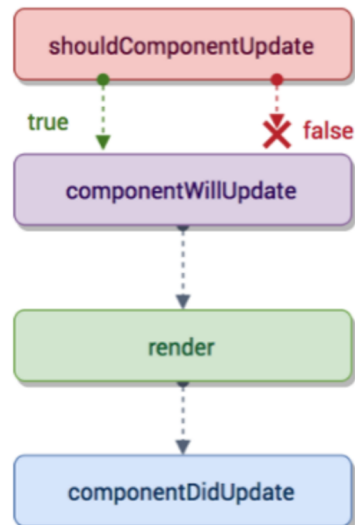 shouldComponentUpdate
true
false
componentWillUpdate
render
componentDidUpdate